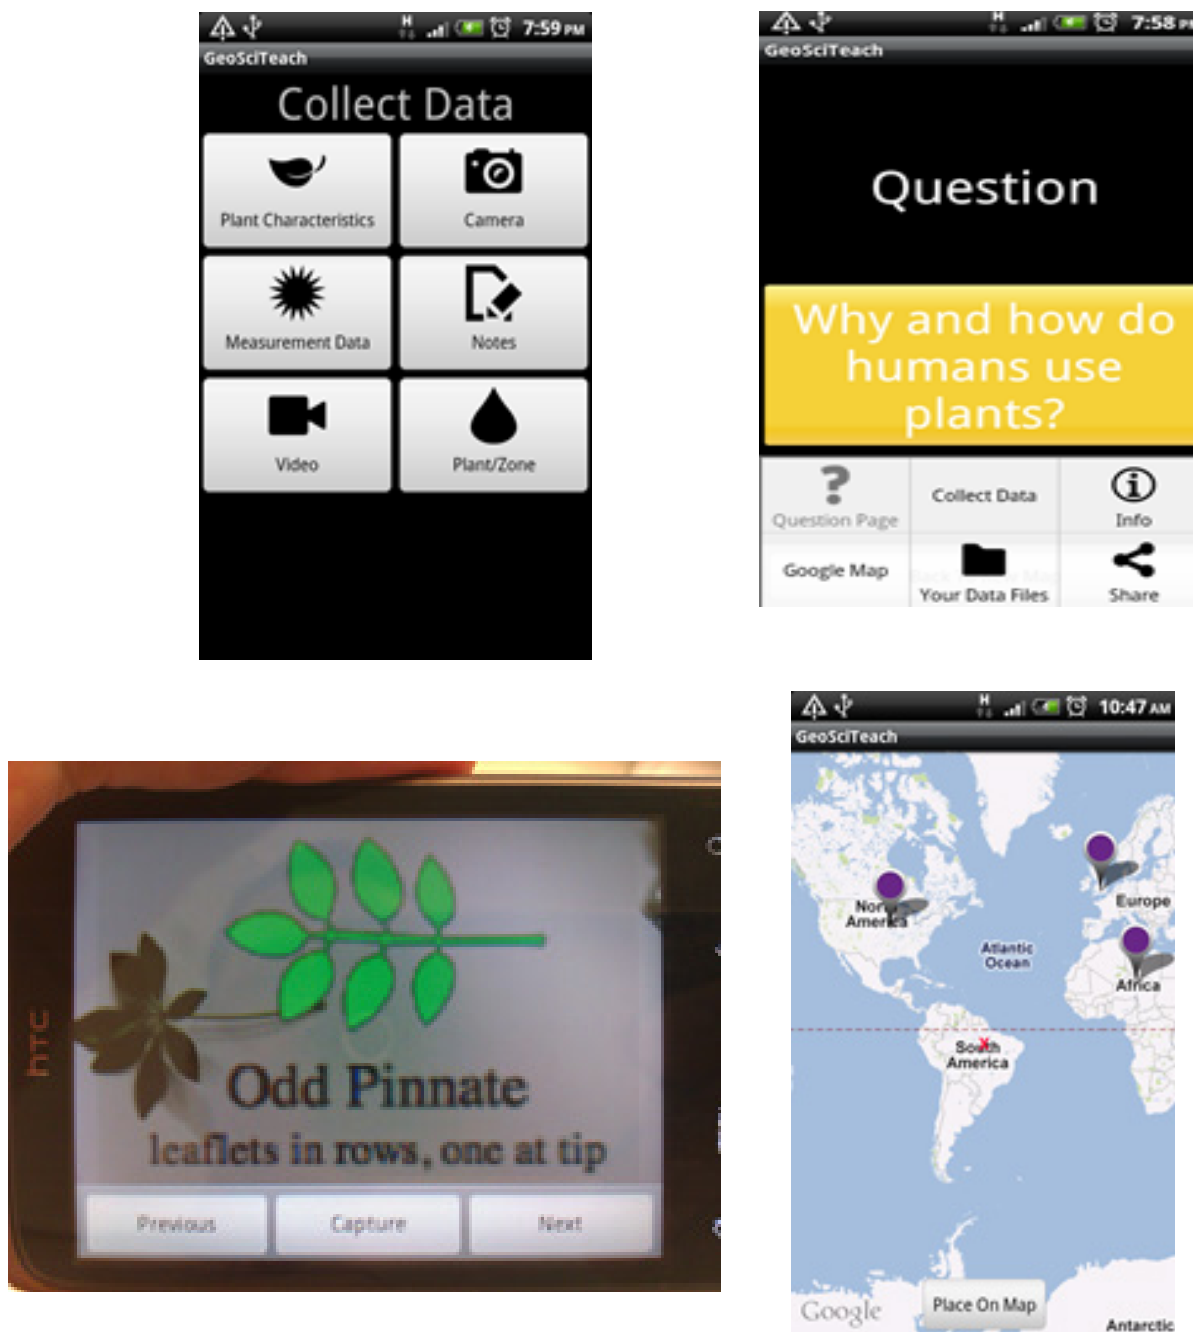 H
7:59 PM
GeoSciTeach
Collect Data
Plant Characteristics
Camera
Measurement Data
Notes
Video
Plant/Zone
H
7:58 PM
GeoSciTeach
Question
Why and how do
humans use
plants?
Question Page
Collect Data
Info
Google Map
Your Data Files
Share
hTC
Odd Pinnate
leaflets in rows, one at tip
Previous
Capture
Next
H
10:47 AM
GeoSciTeach
North
America
Europe
Atlantic
Ocean
Africa
South
America
Google
Place On Map
Antarctic